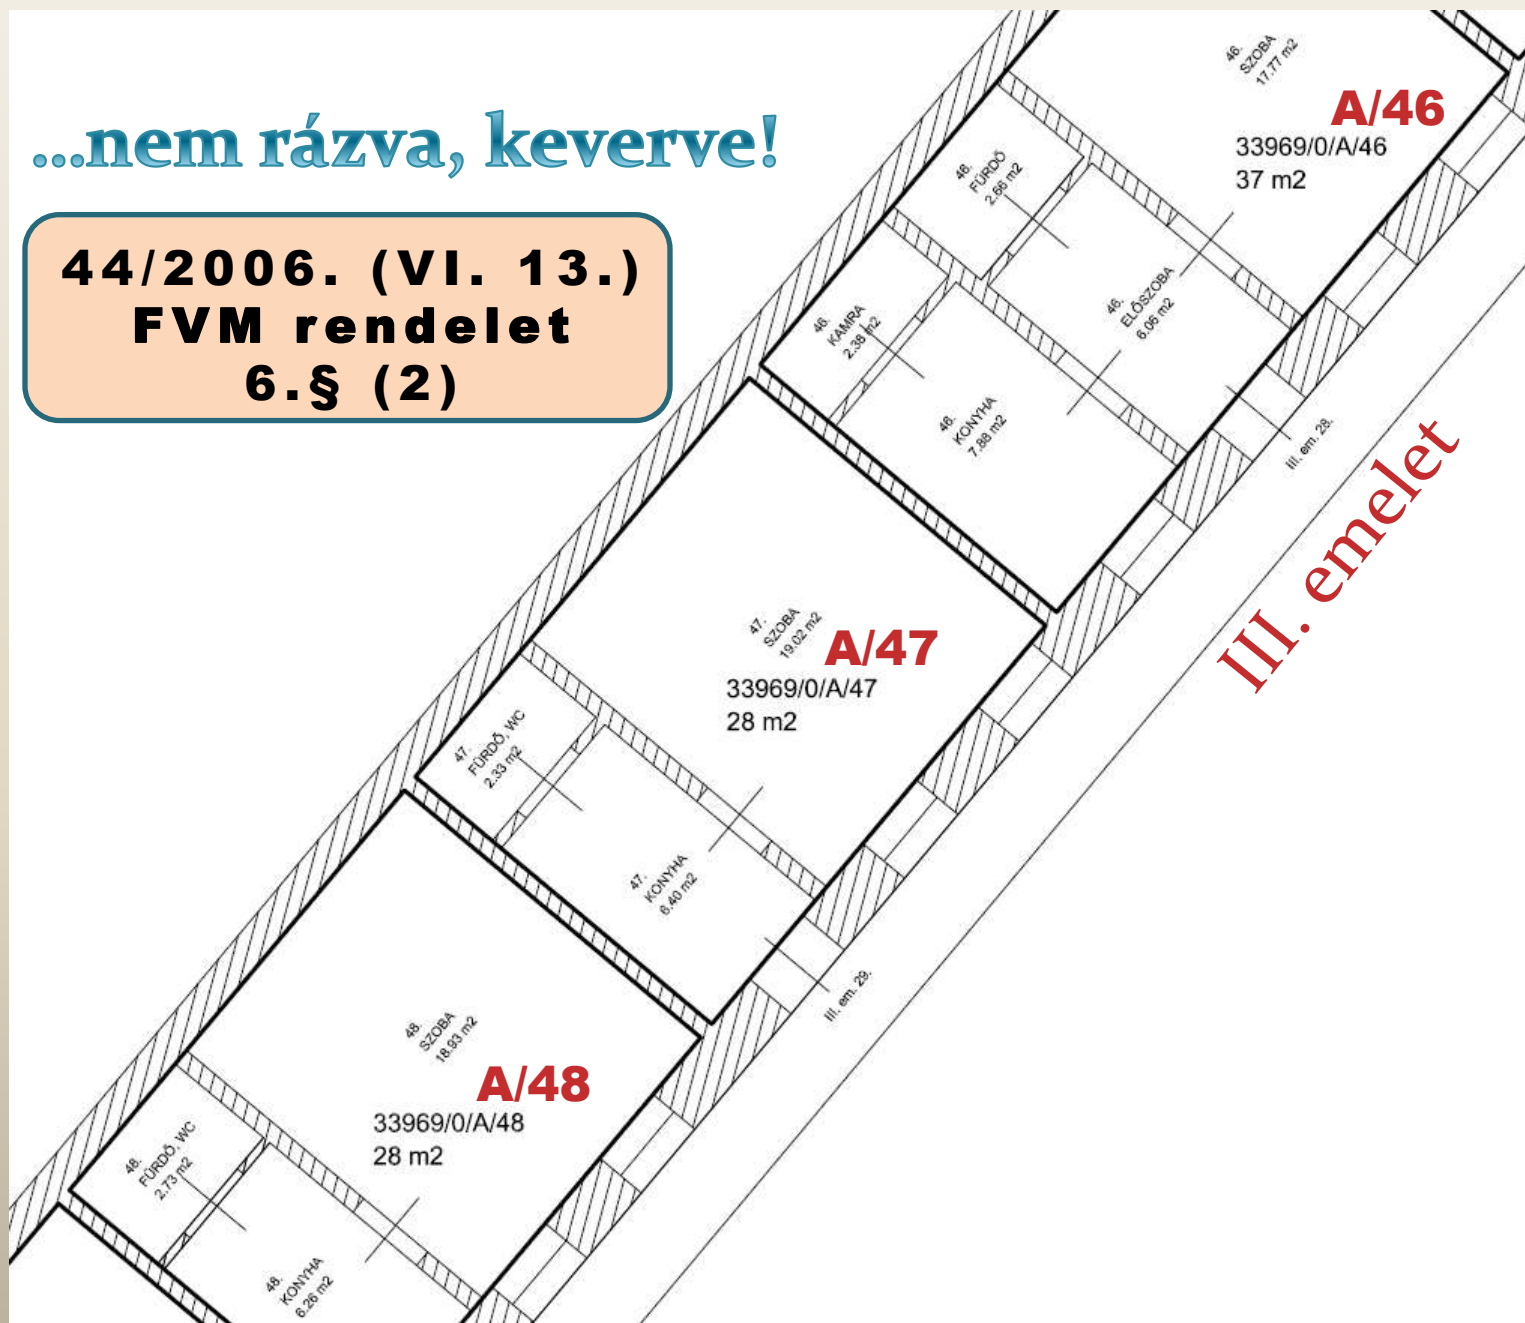 ...nem rázva, keverve!
44/2006. (VI. 13.)
FVM rendelet
6.§ (2)
46.
SZOBA
17.77 m2
A/46
33969/0/A/46
37 m2
46.
FÜRDŐ
2.66 m2
46.
ELŐSZOBA
6.06 m2
46.
KAMRA
2.38 m2
46.
KONYHA
7.88 m2
III. em. 28.
III. emelet
47.
SZOBA
19.02 m2
A/47
33969/0/A/47
28 m2
47.
FÜRDŐ, WC
2.33 m2
47.
KONYHA
6.40 m2
III. em. 29.
48.
SZOBA
18.93 m2
A/48
33969/0/A/48
28 m2
48.
FÜRDŐ, WC
2.73 m2
48.
KONYHA
6.26 m2